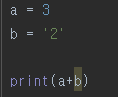 a = 3
b = '2'
print(a+b)